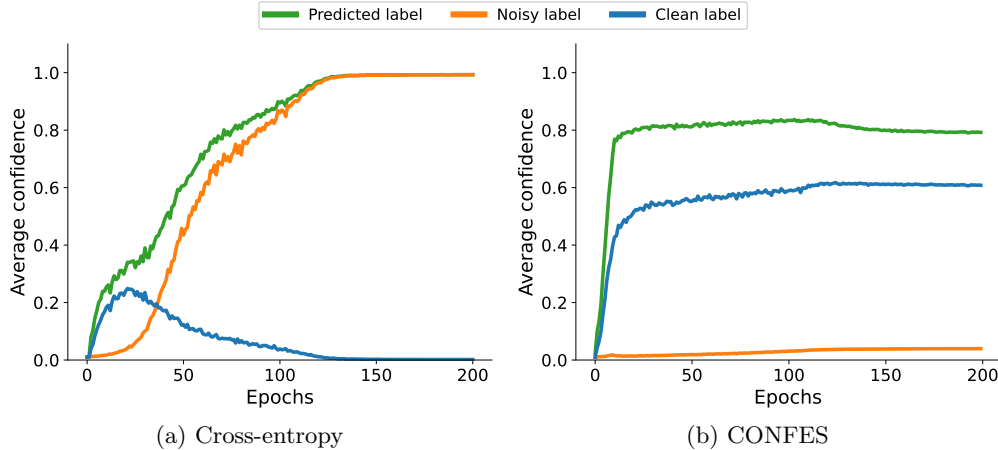 Predicted label Noisy label Clean label
1.0
0.8
0.6
0.4
0.2
0.0
Average confidence
0 50 100 150 200
Epochs
(a) Cross-entropy
1.0
0.8
0.6
0.4
0.2
0.0
Average confidence
0 50 100 150 200
Epochs
(b) CONFES